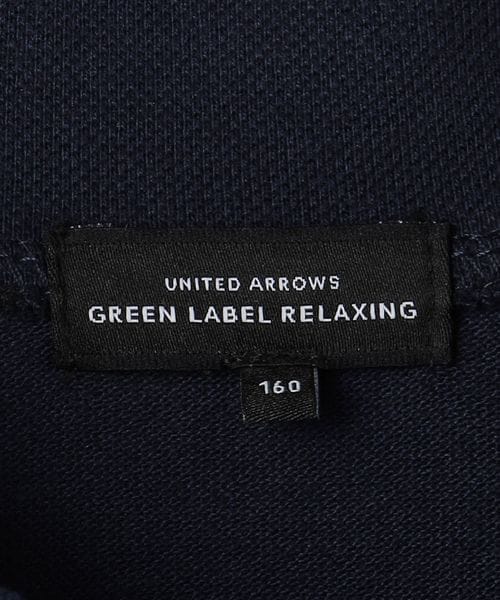 UNITED ARROWS
GREEN LABEL RELAXING
160